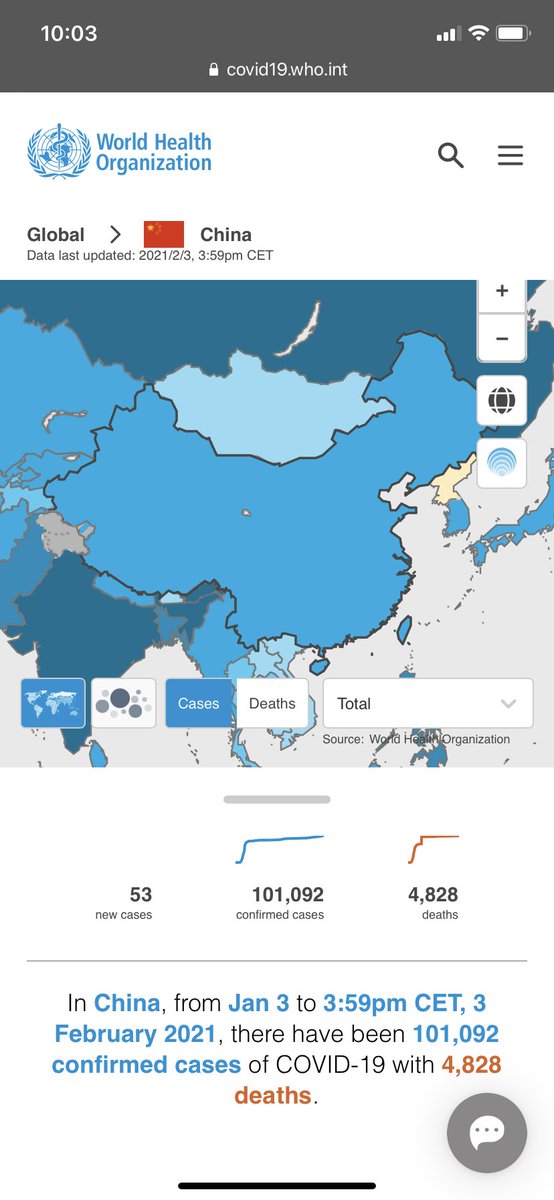 10:03
covid19.who.int
World Health
Organization
Global > China
Data last updated: 2021/2/3, 3:59pm CET
+
−
Cases Deaths Total
Source: World Health Organization
53 101,092 4,828
new cases confirmed cases deaths
In China, from Jan 3 to 3:59pm CET, 3
February 2021, there have been 101,092
confirmed cases of COVID-19 with 4,828
deaths.